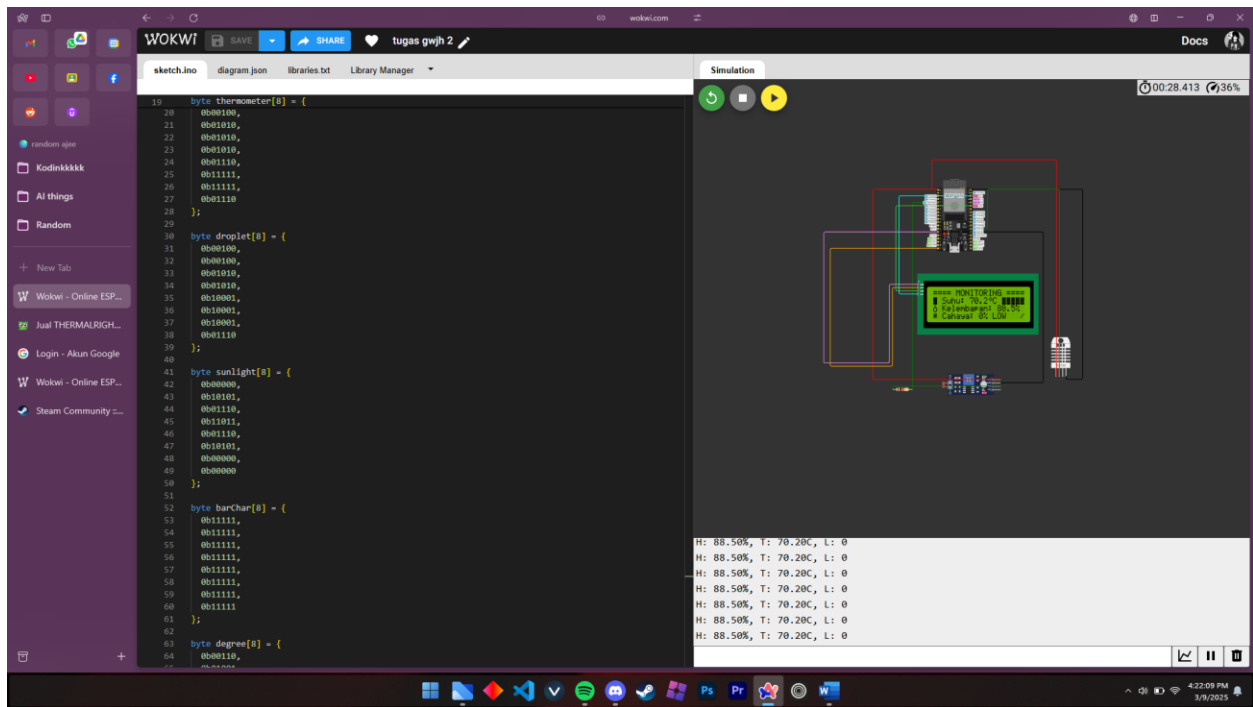 wokwi.com
WOKWi
SAVE
SHARE
tugas gwjh 2
Docs
random ajee
Kodinkkkkk
AI things
Random
New Tab
Wokwi - Online ESP...
Jual THERMALRIGH...
Login - Akun Google
Wokwi - Online ESP...
Steam Community ::...
sketch.ino diagram.json libraries.txt Library Manager
19 byte thermometer[8] = {
20 0b00100,
21 0b01010,
22 0b01010,
23 0b01010,
24 0b01110,
25 0b11111,
26 0b11111,
27 0b01110
28 };
29
30 byte droplet[8] = {
31 0b00100,
32 0b00100,
33 0b01010,
34 0b01010,
35 0b10001,
36 0b10001,
37 0b10001,
38 0b01110
39 };
40
41 byte sunlight[8] = {
42 0b00000,
43 0b10101,
44 0b01110,
45 0b11011,
46 0b01110,
47 0b10101,
48 0b00000,
49 0b00000
50 };
51
52 byte barChar[8] = {
53 0b11111,
54 0b11111,
55 0b11111,
56 0b11111,
57 0b11111,
58 0b11111,
59 0b11111,
60 0b11111
61 };
62
63 byte degree[8] = {
64 0b00110,
Simulation
00:28.413 36%
==== MONITORING ====
Suhu: 70.2°C
Kelembaran: 88.5%
Cahaya: 0% LOW /
H: 88.50%, T: 70.20C, L: 0
H: 88.50%, T: 70.20C, L: 0
H: 88.50%, T: 70.20C, L: 0
H: 88.50%, T: 70.20C, L: 0
H: 88.50%, T: 70.20C, L: 0
H: 88.50%, T: 70.20C, L: 0
H: 88.50%, T: 70.20C, L: 0
Ps
Pr
4:22:09 PM
3/9/2025